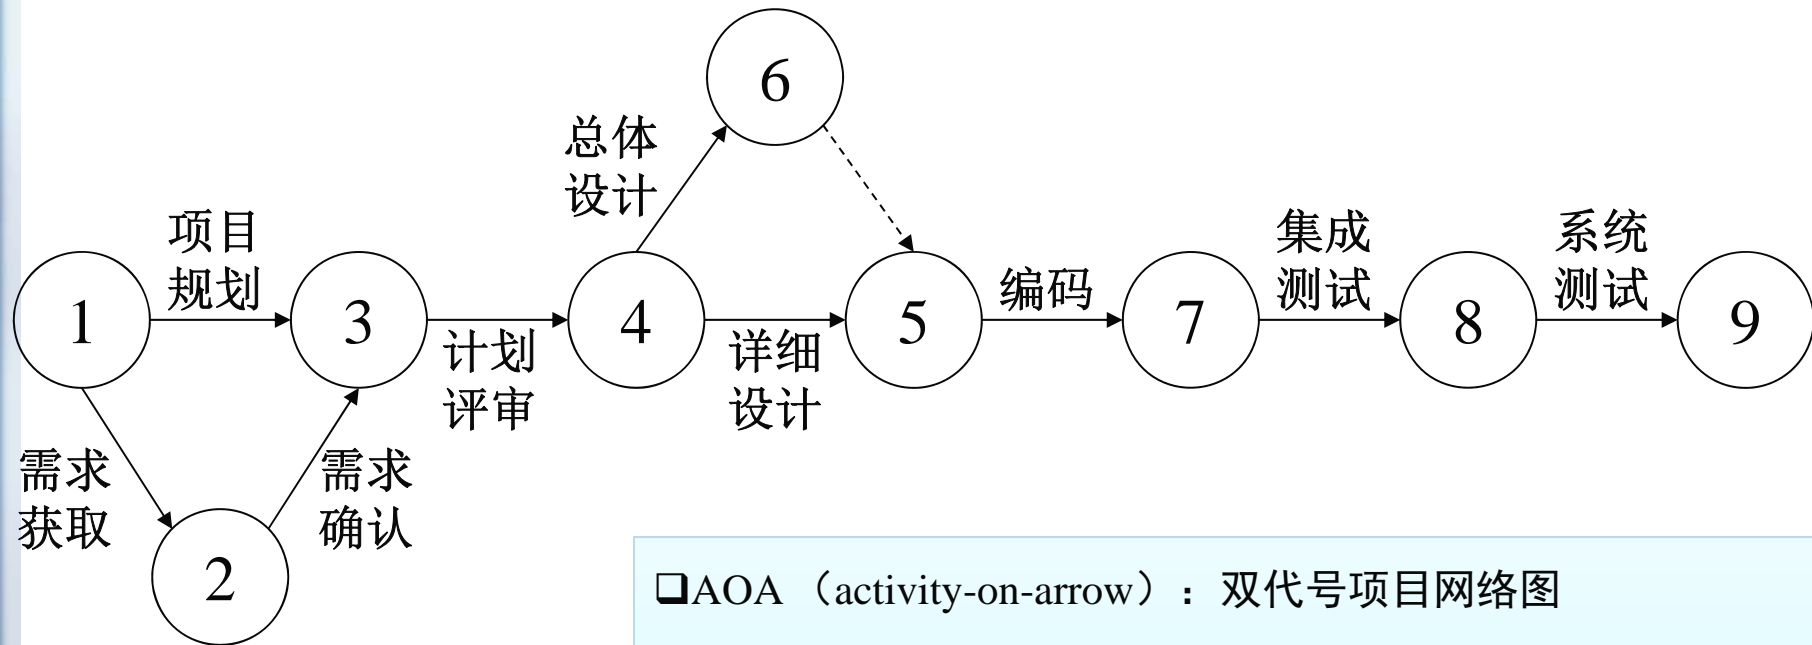 6
总体
设计
项目
规划
集成
测试
系统
测试
编码
1
3
4
5
7
8
9
计划
评审
详细
设计
需求
获取
需求
确认
2
❑AOA （activity-on-arrow）：双代号项目网络图